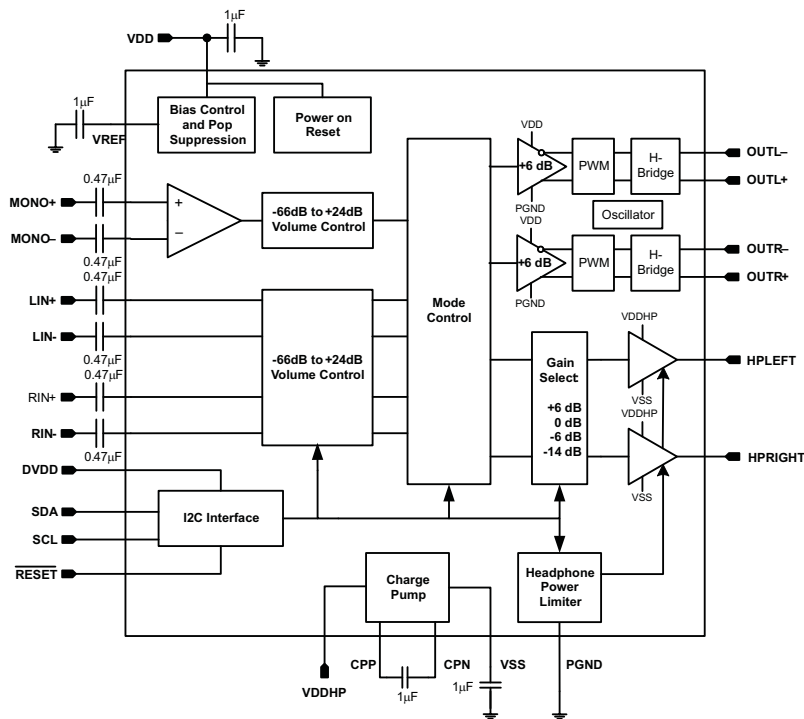 1μF
VDD
1μF
VREF
Bias Control
and Pop
Suppression
Power on
Reset
MONO+
0.47μF
MONO–
0.47μF
+
–
-66dB to +24dB
Volume Control
0.47μF
LIN+
LIN-
0.47μF
0.47μF
RIN+
RIN-
0.47μF
-66dB to +24dB
Volume Control
Mode
Control
VDD
+6 dB
PGND
PWM
H-
Bridge
OUTL–
OUTL+
Oscillator
VDD
+6 dB
PGND
PWM
H-
Bridge
OUTR–
OUTR+
Gain
Select:
+6 dB
0 dB
-6 dB
-14 dB
VDDHP
VSS
HPLEFT
VDDHP
VSS
HPRIGHT
DVDD
SDA
SCL
RESET
I2C Interface
Charge
Pump
Headphone
Power
Limiter
VDDHP
CPP
1μF
CPN
VSS
1μF
PGND